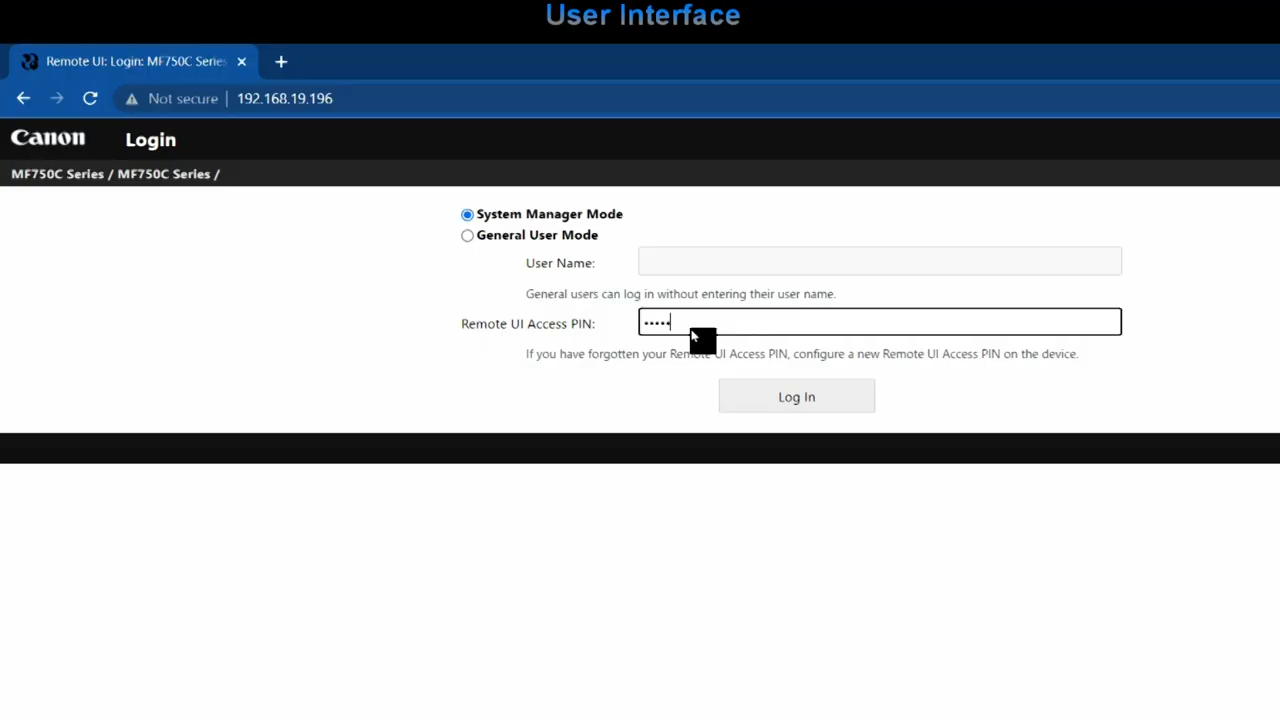 User Interface
Remote UI: Login: MF750C Series
Not secure | 192.168.19.196
Canon Login
MF750C Series / MF750C Series /
System Manager Mode
General User Mode
User Name:
General users can log in without entering their user name.
Remote UI Access PIN: •••••
If you have forgotten your Remote UI Access PIN, configure a new Remote UI Access PIN on the device.
Log In